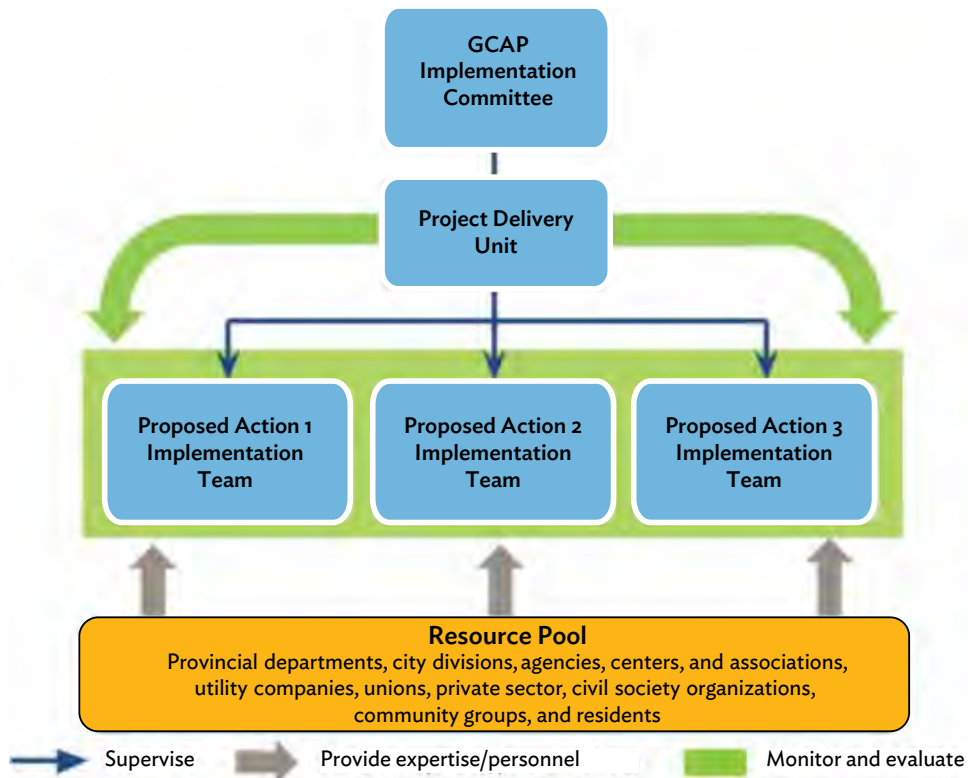 GCAP
Implementation
Committee
Project Delivery
Unit
Proposed Action 1
Implementation
Team
Proposed Action 2
Implementation
Team
Proposed Action 3
Implementation
Team
Resource Pool
Provincial departments, city divisions, agencies, centers, and associations,
utility companies, unions, private sector, civil society organizations,
community groups, and residents
Supervise
Provide expertise/personnel
Monitor and evaluate